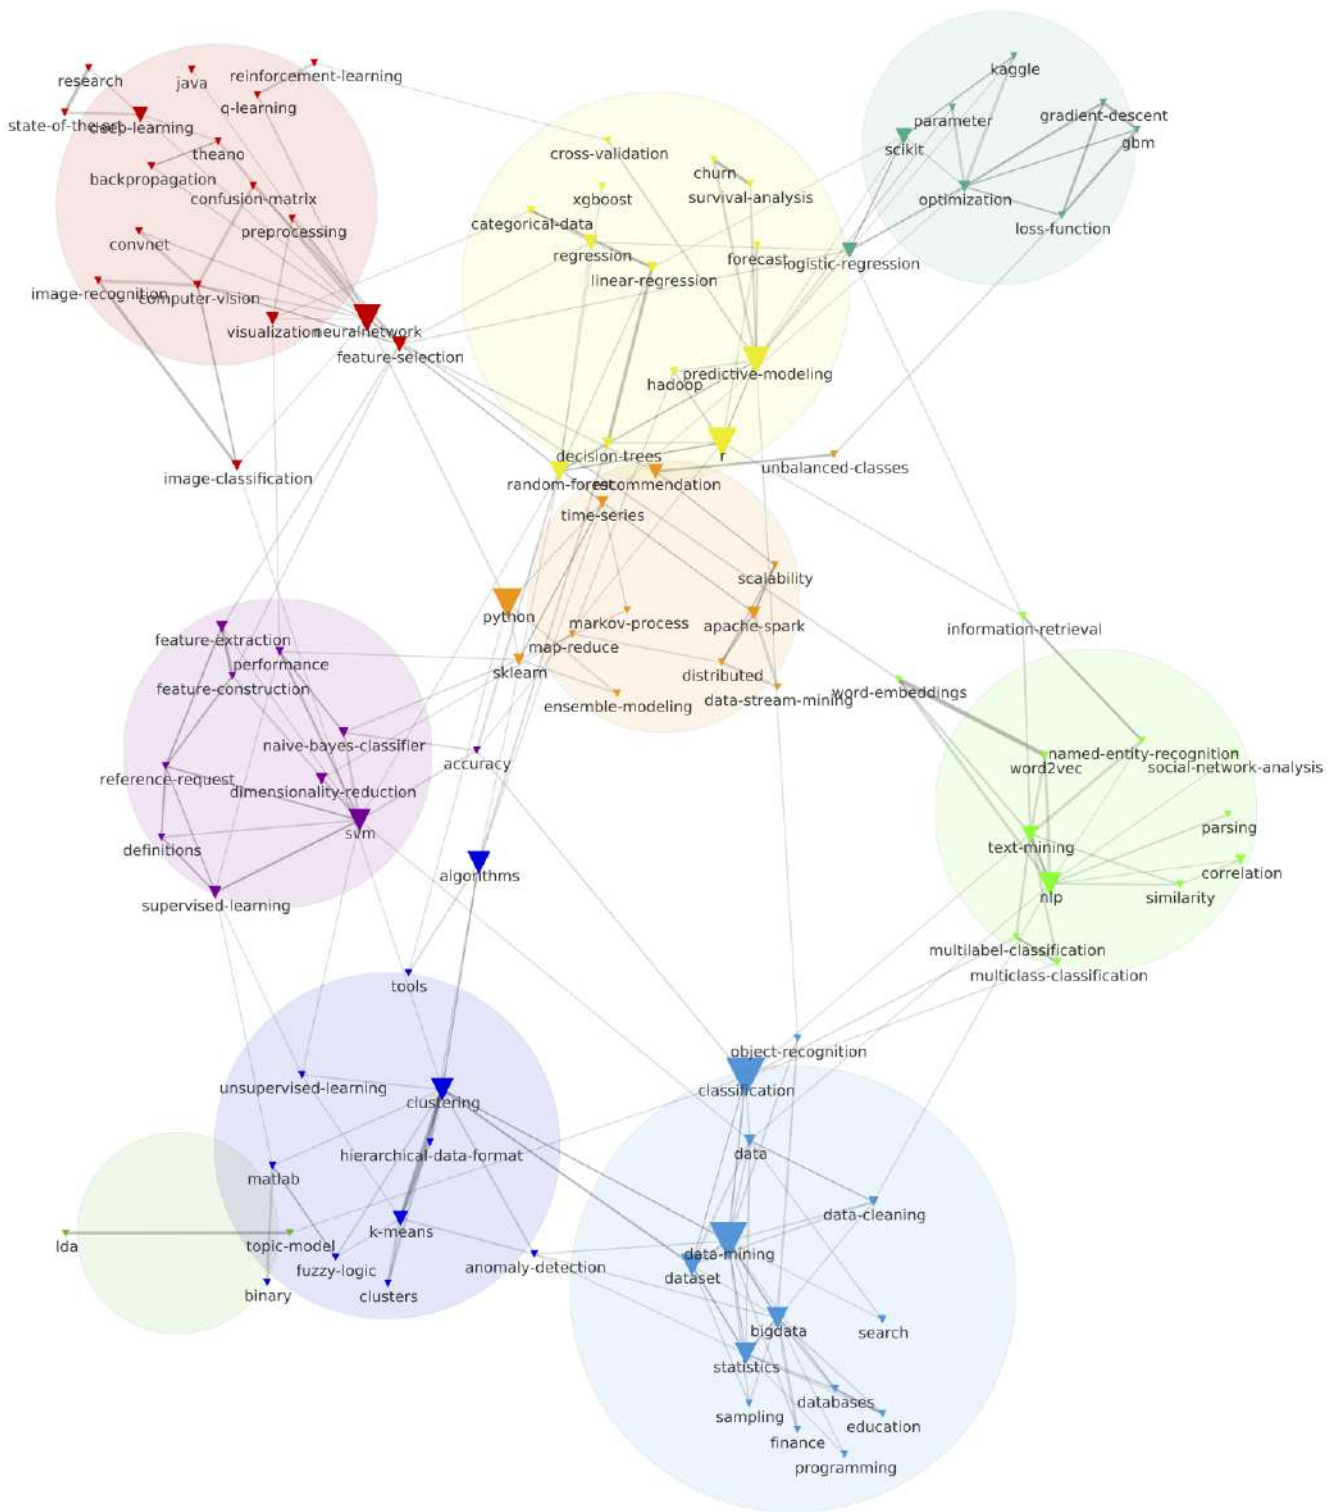 research
java
reinforcement-learning
q-learning
state-of-the-art
deep-learning
theano
backpropagation
confusion-matrix
preprocessing
convnet
image-recognition
computer-vision
visualization
neuralnetwork
feature-selection
image-classification
cross-validation
churn
xgboost
survival-analysis
categorical-data
regression
forecast
linear-regression
hadoop
predictive-modeling
decision-trees
r
random-forest
kaggle
parameter
gradient-descent
gbm
scikit
optimization
loss-function
logistic-regression
unbalanced-classes
recommendation
time-series
scalability
python
markov-process
apache-spark
map-reduce
sklearn
distributed
data-stream-mining
ensemble-modeling
information-retrieval
word-embeddings
named-entity-recognition
word2vec
social-network-analysis
parsing
text-mining
correlation
nlp
similarity
multilabel-classification
multiclass-classification
feature-extraction
performance
feature-construction
naive-bayes-classifier
accuracy
reference-request
dimensionality-reduction
svm
definitions
supervised-learning
algorithms
tools
unsupervised-learning
clustering
hierarchical-data-format
matlab
k-means
fuzzy-logic
anomaly-detection
binary
clusters
lda
topic-model
object-recognition
classification
data
data-cleaning
data-mining
dataset
bigdata
search
statistics
databases
sampling
education
finance
programming